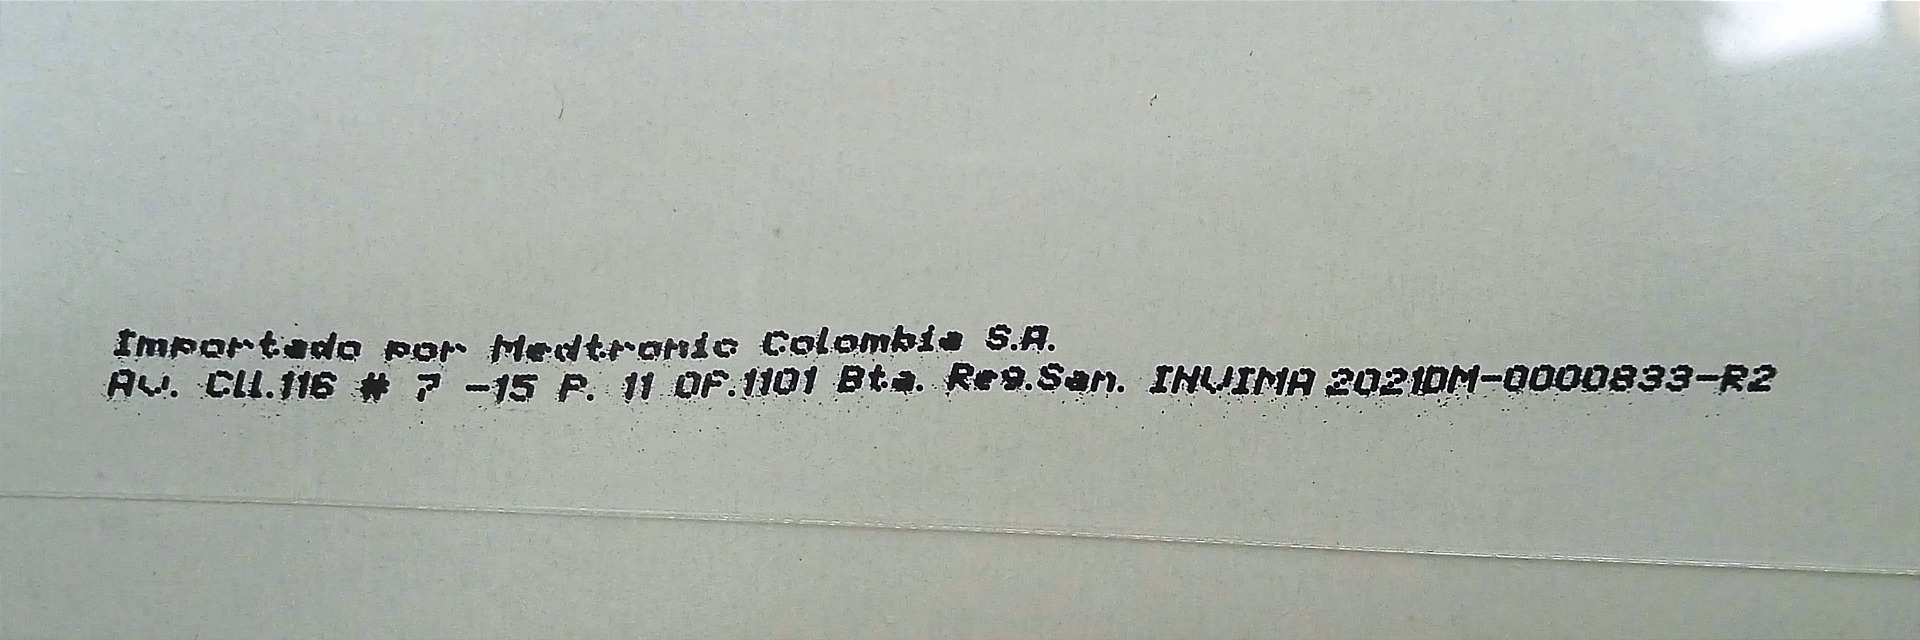 Importado por Medtronic Colombia S.A.
Av. Cll.116 # 7 -15 P. 11 OF.1101 Bta. Reg.San. INVIMA 2021DM-0000833-R2